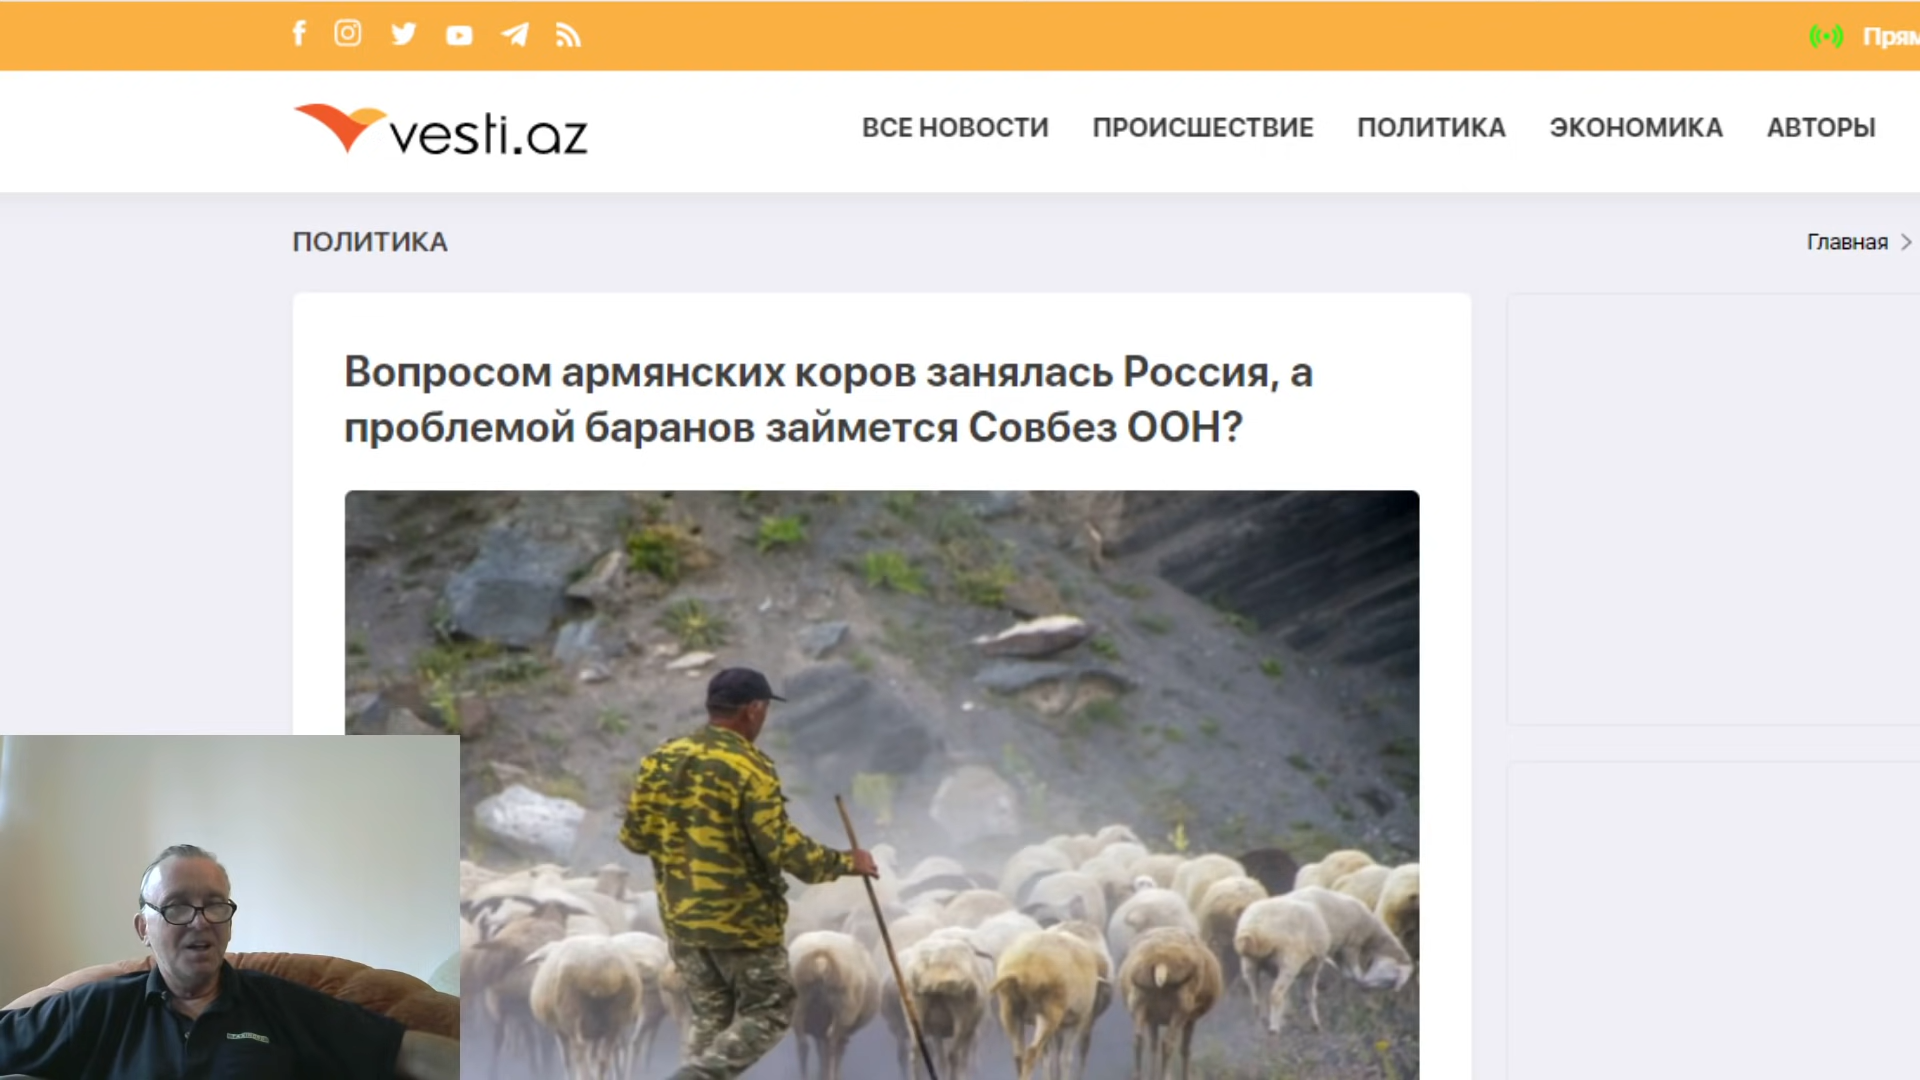 Прям
vesti.az
ВСЕ НОВОСТИ ПРОИСШЕСТВИЕ ПОЛИТИКА ЭКОНОМИКА АВТОРЫ
ПОЛИТИКА
Главная >
Вопросом армянских коров занялась Россия, а
проблемой баранов займется Совбез ООН?